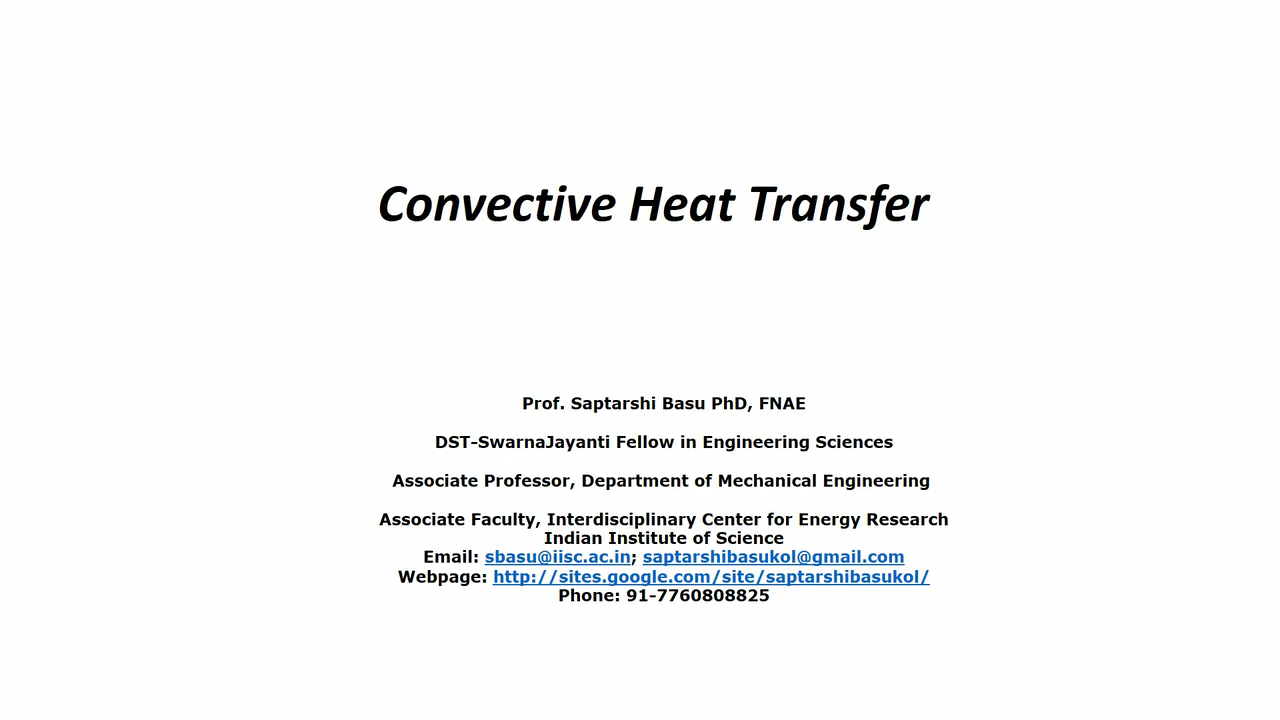 Convective Heat Transfer
Prof. Saptarshi Basu PhD, FNAE
DST-SwarnaJayanti Fellow in Engineering Sciences
Associate Professor, Department of Mechanical Engineering
Associate Faculty, Interdisciplinary Center for Energy Research
Indian Institute of Science
Email: sbasu@iisc.ac.in; saptarshibasukol@gmail.com
Webpage: http://sites.google.com/site/saptarshibasukol/
Phone: 91-7760808825